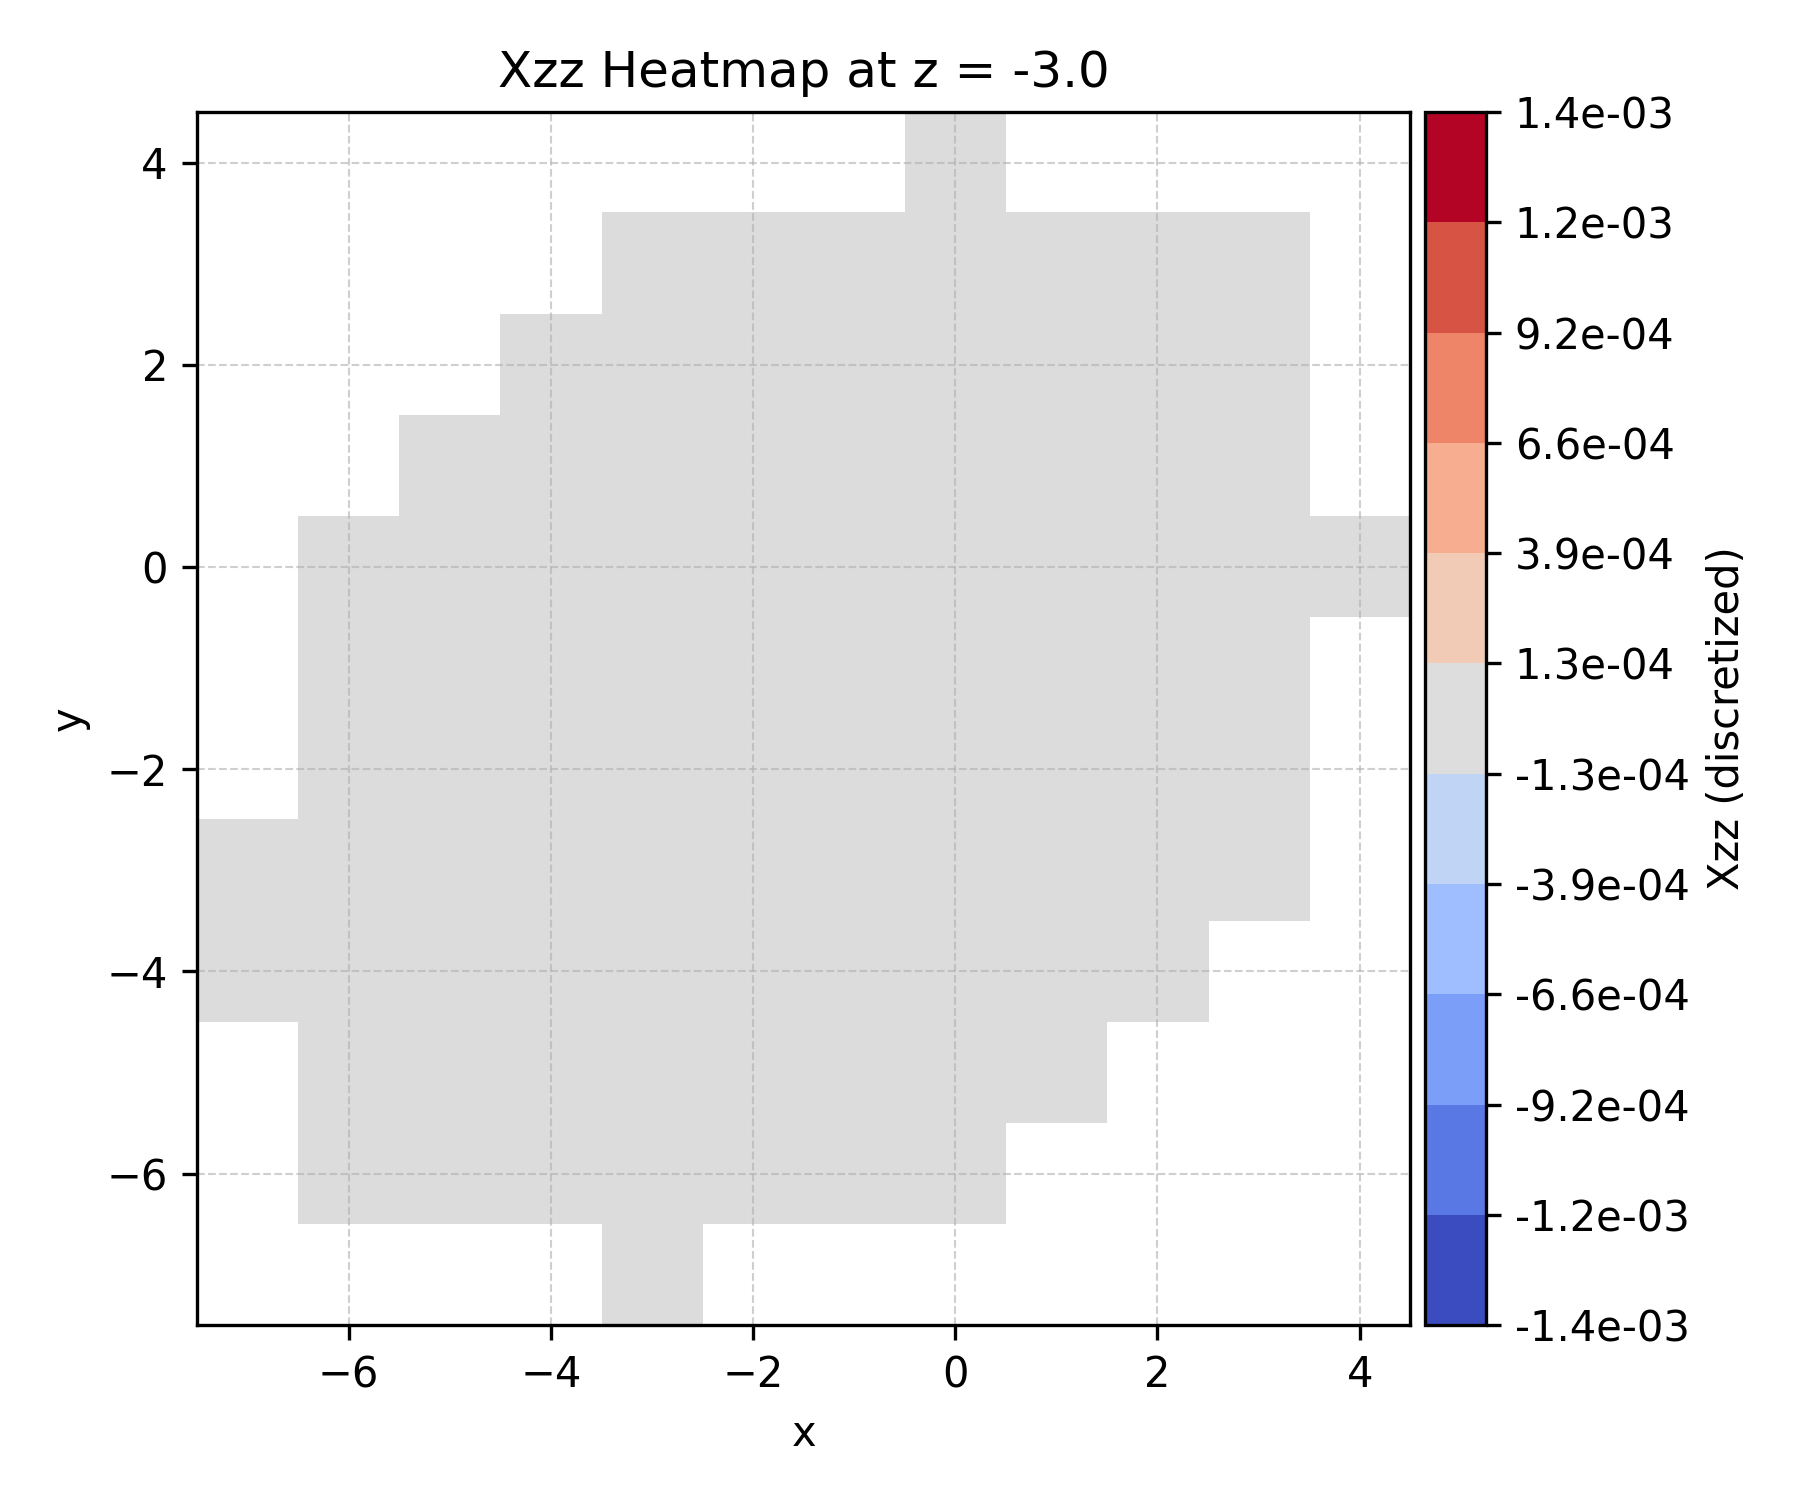 Xzz Heatmap at z = -3.0
4
2
0
−2
−4
−6
y
−6
−4
−2
0
2
4
x
1.4e-03
1.2e-03
9.2e-04
6.6e-04
3.9e-04
1.3e-04
-1.3e-04
-3.9e-04
-6.6e-04
-9.2e-04
-1.2e-03
-1.4e-03
Xzz (discretized)